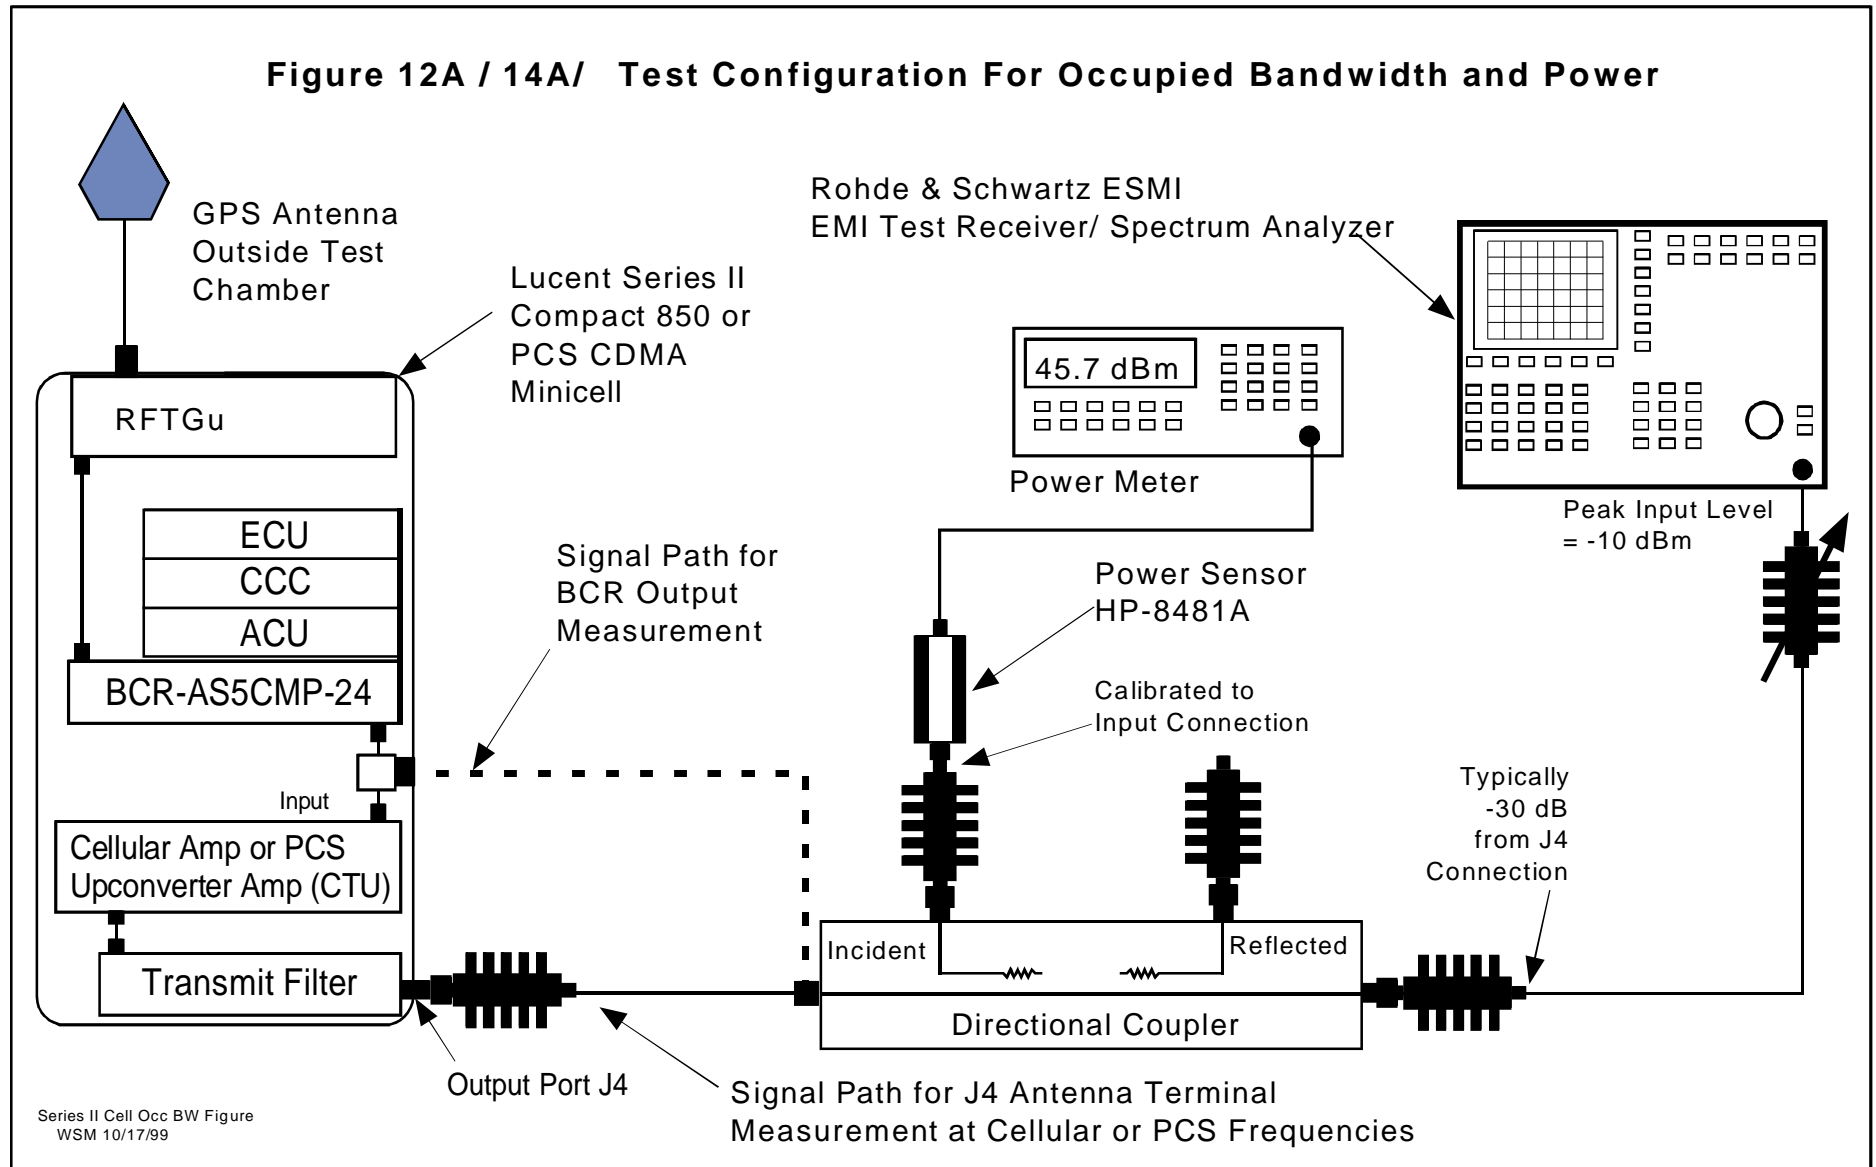 Figure 12A / 14A/ Test Configuration For Occupied Bandwidth and Power
GPS Antenna
Outside Test
Chamber
Lucent Series II
Compact 850 or
PCS CDMA
Minicell
Rohde & Schwartz ESMI
EMI Test Receiver/ Spectrum Analyzer
45.7 dBm
Power Meter
Peak Input Level
= -10 dBm
RFTGu
ECU
CCC
ACU
BCR-AS5CMP-24
Signal Path for
BCR Output
Measurement
Power Sensor
HP-8481A
Calibrated to
Input Connection
Typically
-30 dB
from J4
Connection
Input
Cellular Amp or PCS
Upconverter Amp (CTU)
Transmit Filter
Incident
Reflected
Directional Coupler
Output Port J4
Signal Path for J4 Antenna Terminal
Measurement at Cellular or PCS Frequencies
Series II Cell Occ BW Figure
WSM 10/17/99